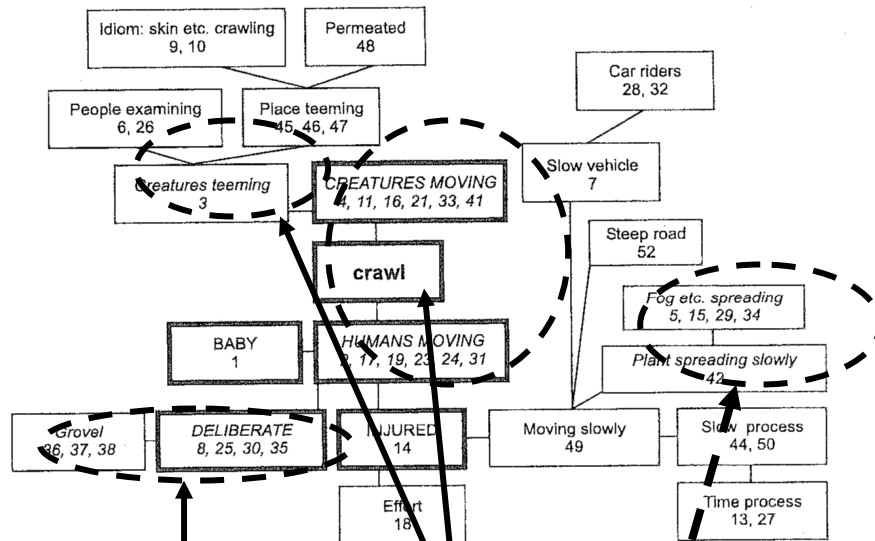 Idiom: skin etc. crawling
9, 10
Permeated
48
Car riders
28, 32
People examining
6, 26
Place teeming
45, 46, 47
Creatures teeming
3
CREATURES MOVING
4, 11, 16, 21, 33, 41
Slow vehicle
7
Steep road
52
crawl
Fog etc. spreading
5, 15, 29, 34
BABY
1
HUMANS MOVING
2, 17, 19, 23, 24, 31
Plant spreading slowly
42
Grovel
36, 37, 38
DELIBERATE
8, 25, 30, 35
INJURED
14
Moving slowly
49
Slow process
44, 50
Effort
18
Time process
13, 27